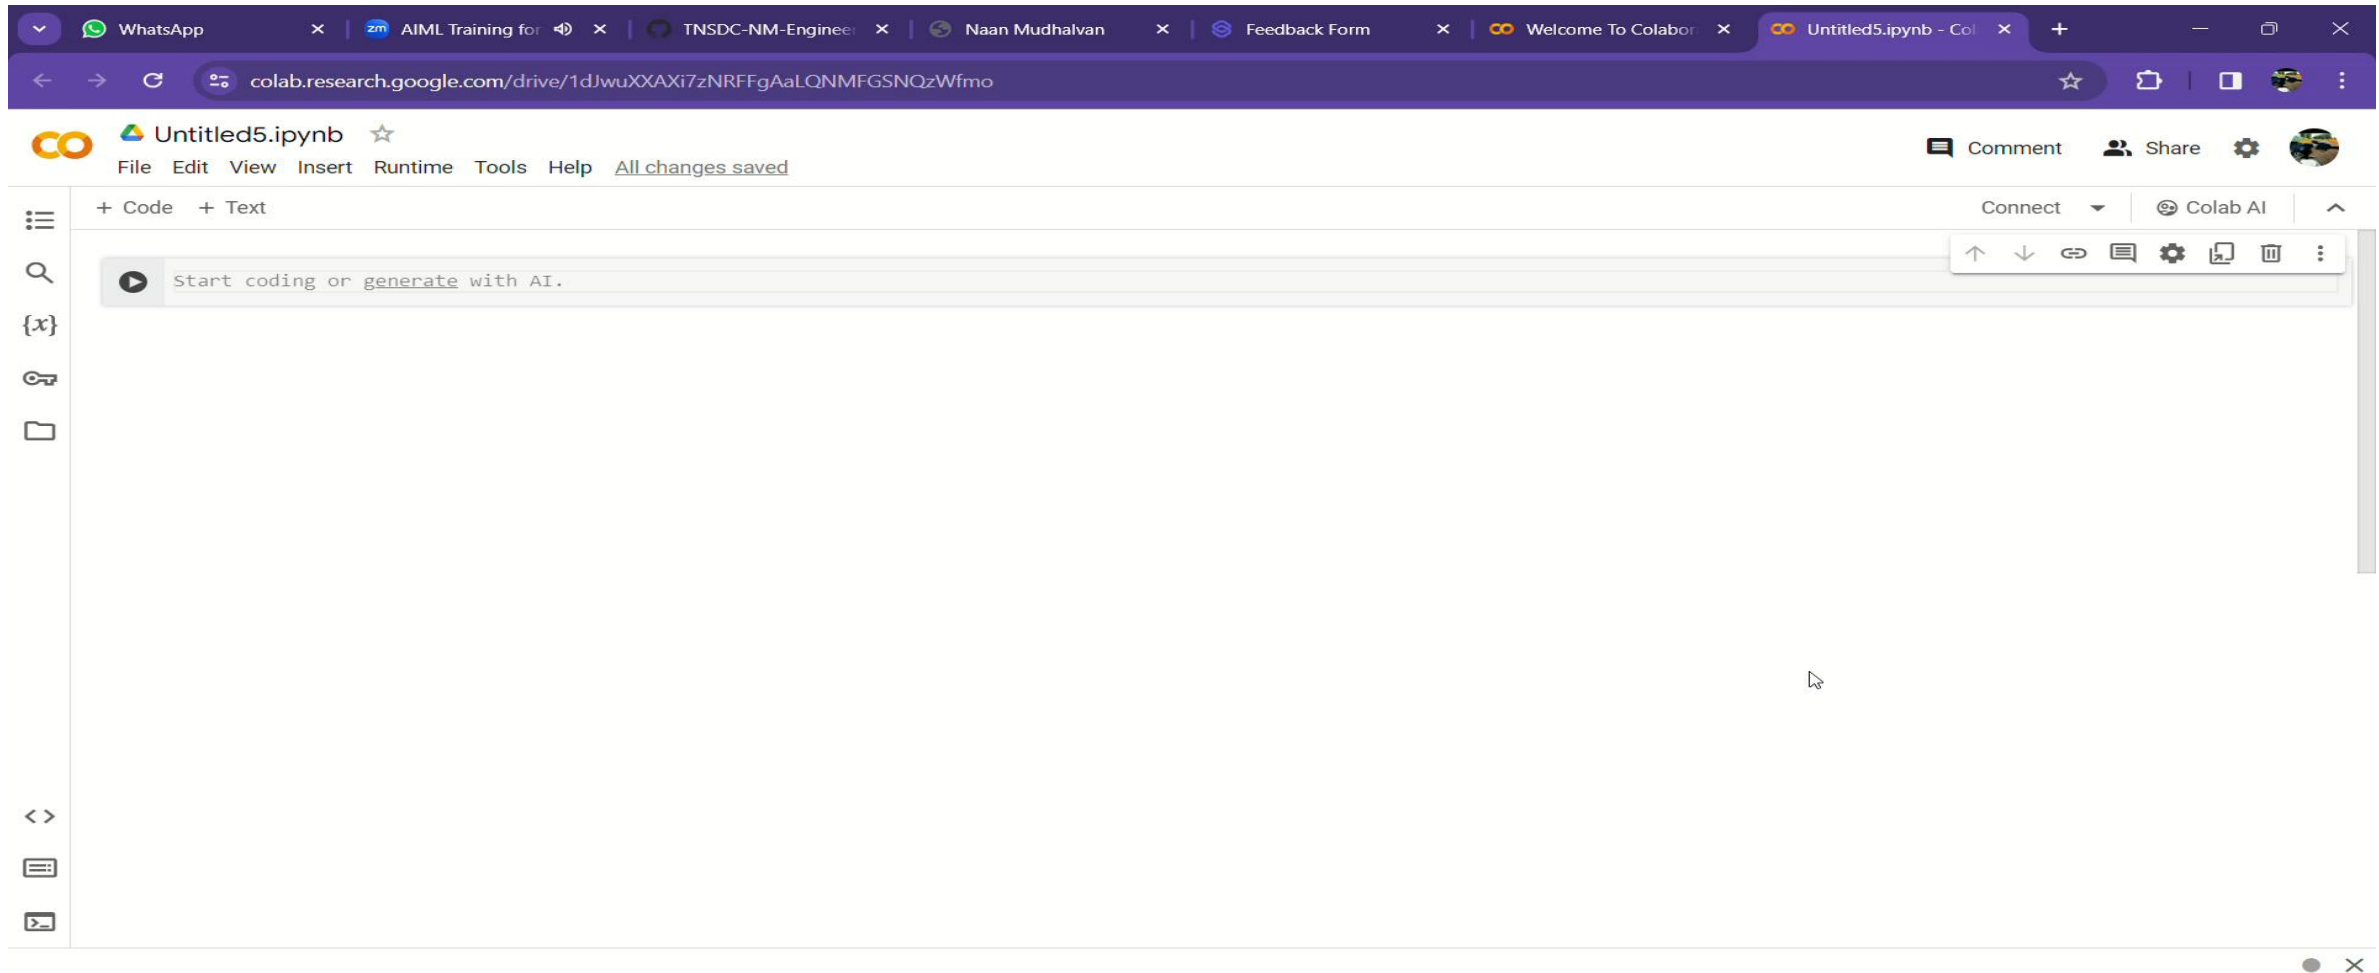 WhatsApp
zm AIML Training for
TNSDC-NM-Engineer
Naan Mudhalvan
Feedback Form
Welcome To Colabor
Untitled5.ipynb - Col
colab.research.google.com/drive/1dJwuXXAXi7zNRFFgAaLQNMFGSNQzWfmo
Untitled5.ipynb
Comment Share
File Edit View Insert Runtime Tools Help All changes saved
+ Code + Text
Connect
Colab AI
Start coding or generate with AI.
{x}